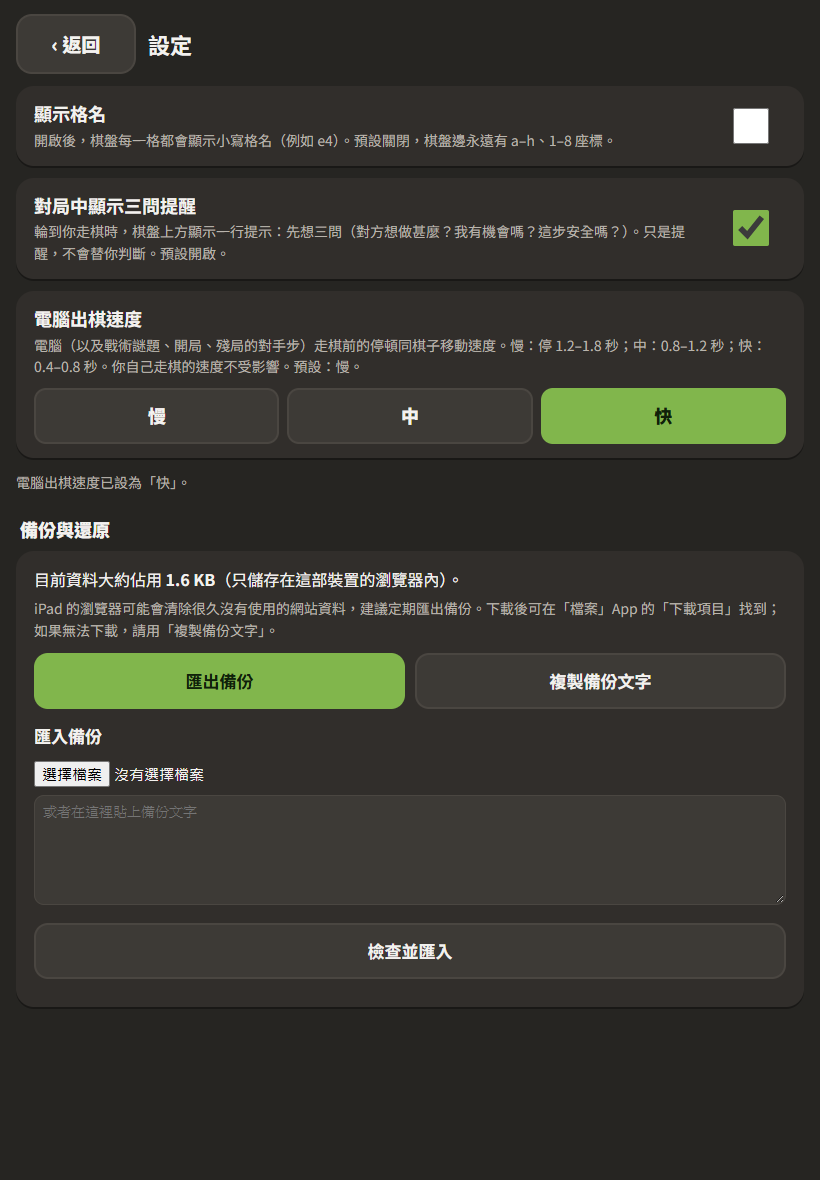 ‹ 返回
設定
顯示格名
開啟後，棋盤每一格都會顯示小寫格名（例如 e4）。預設關閉，棋盤邊永遠有 a–h、1–8 座標。
對局中顯示三問提醒
輪到你走棋時，棋盤上方顯示一行提示：先想三問（對方想做甚麼？我有機會嗎？這步安全嗎？）。只是提
醒，不會替你判斷。預設開啟。
電腦出棋速度
電腦（以及戰術謎題、開局、殘局的對手步）走棋前的停頓同棋子移動速度。慢：停 1.2–1.8 秒；中：0.8–1.2 秒；快：
0.4–0.8 秒。你自己走棋的速度不受影響。預設：慢。
慢
中
快
電腦出棋速度已設為「快」。
備份與還原
目前資料大約佔用 1.6 KB（只儲存在這部裝置的瀏覽器內）。
iPad 的瀏覽器可能會清除很久沒有使用的網站資料，建議定期匯出備份。下載後可在「檔案」App 的「下載項目」找到；
如果無法下載，請用「複製備份文字」。
匯出備份
複製備份文字
匯入備份
選擇檔案 沒有選擇檔案
或者在這裡貼上備份文字
檢查並匯入